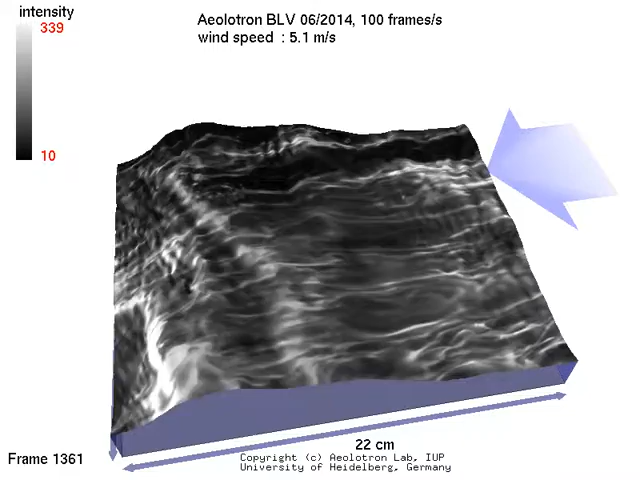 intensity
339
10
Aeolotron BLV 06/2014, 100 frames/s
wind speed : 5.1 m/s
22 cm
Frame 1361
Copyright (c) Aeolotron Lab, IUP
University of Heidelberg, Germany